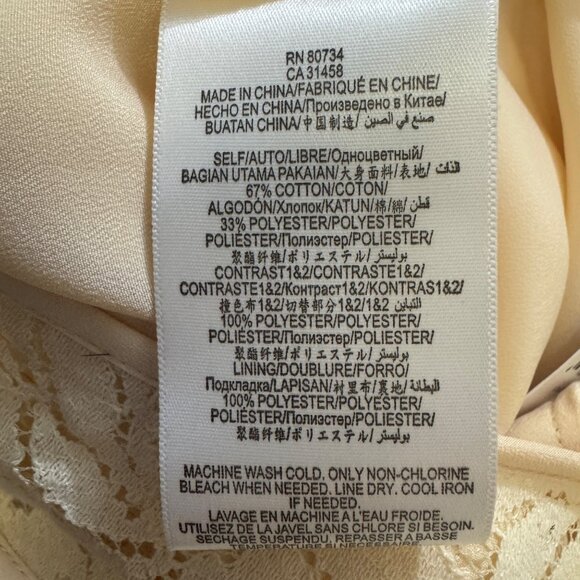 RN 80734
CA 31458
MADE IN CHINA/FABRIQUÉ EN CHINE/
HECHO EN CHINA/Произведено в Китае/
BUATAN CHINA/中国制造/صنع في الصين/
SELF/AUTO/LIBRE/Одноцветный/
BAGIAN UTAMA PAKAIAN/大身面料/表地/الذات/
67% COTTON/COTON/
ALGODÓN/Хлопок/KATUN/棉/綿/قطن/
33% POLYESTER/POLYESTER/
POLIÉSTER/Полиэстер/POLIESTER/
聚酯纤维/ポリエステル/بوليستر/
CONTRAST1&2/CONTRASTE1&2/
CONTRASTE1&2/Контраст1&2/KONTRAS1&2/
撞色布1&2/切替部分1&2/التباين 1&2/
100% POLYESTER/POLYESTER/
POLIÉSTER/Полиэстер/POLIESTER/
聚酯纤维/ポリエステル/بوليستر/
LINING/DOUBLURE/FORRO/
Подкладка/LAPISAN/衬里布/裏地/البطانة/
100% POLYESTER/POLYESTER/
POLIÉSTER/Полиэстер/POLIESTER/
聚酯纤维/ポリエステル/بوليستر/
MACHINE WASH COLD. ONLY NON-CHLORINE
BLEACH WHEN NEEDED. LINE DRY. COOL IRON
IF NEEDED.
LAVAGE EN MACHINE A L'EAU FROIDE.
UTILISEZ DE LA JAVEL SANS CHLORE SI BESOIN.
SECHAGE SUSPENDU. REPASSER A BASSE
TEMPERATURE SI NECESSAIRE.